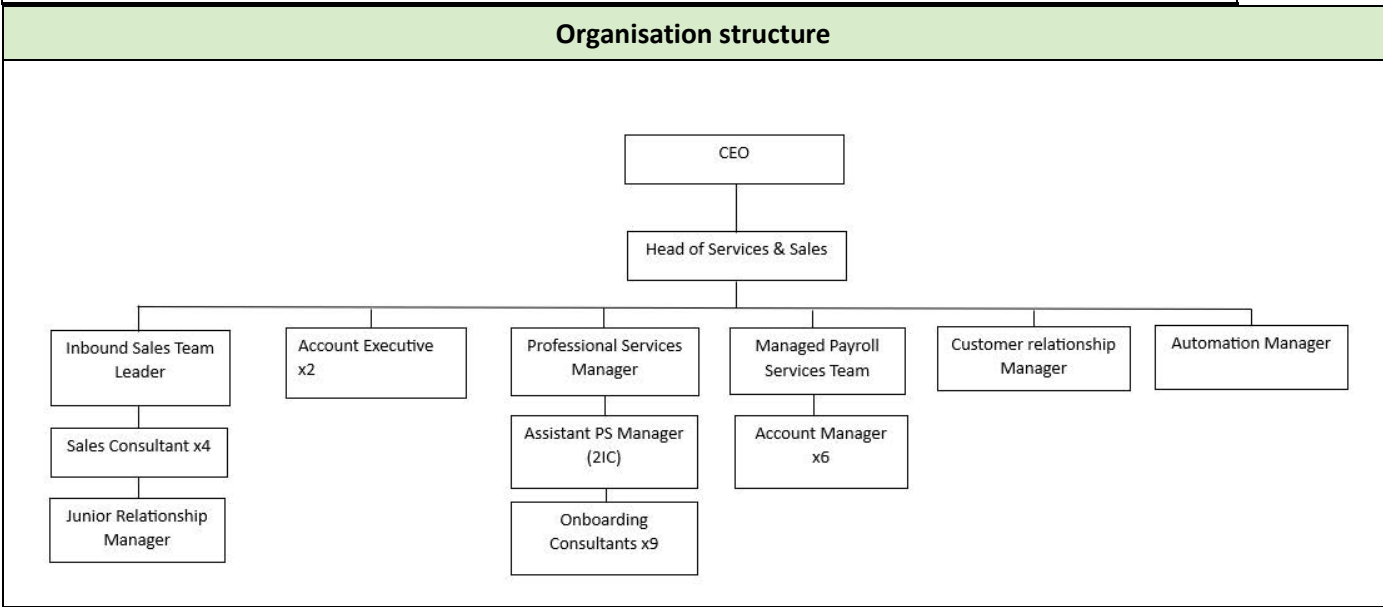 Organisation structure
CEO
Head of Services & Sales
Inbound Sales Team
Leader
Account Executive
x2
Professional Services
Manager
Managed Payroll
Services Team
Customer relationship
Manager
Automation Manager
Sales Consultant x4
Assistant PS Manager
(2IC)
Account Manager
x6
Junior Relationship
Manager
Onboarding
Consultants x9